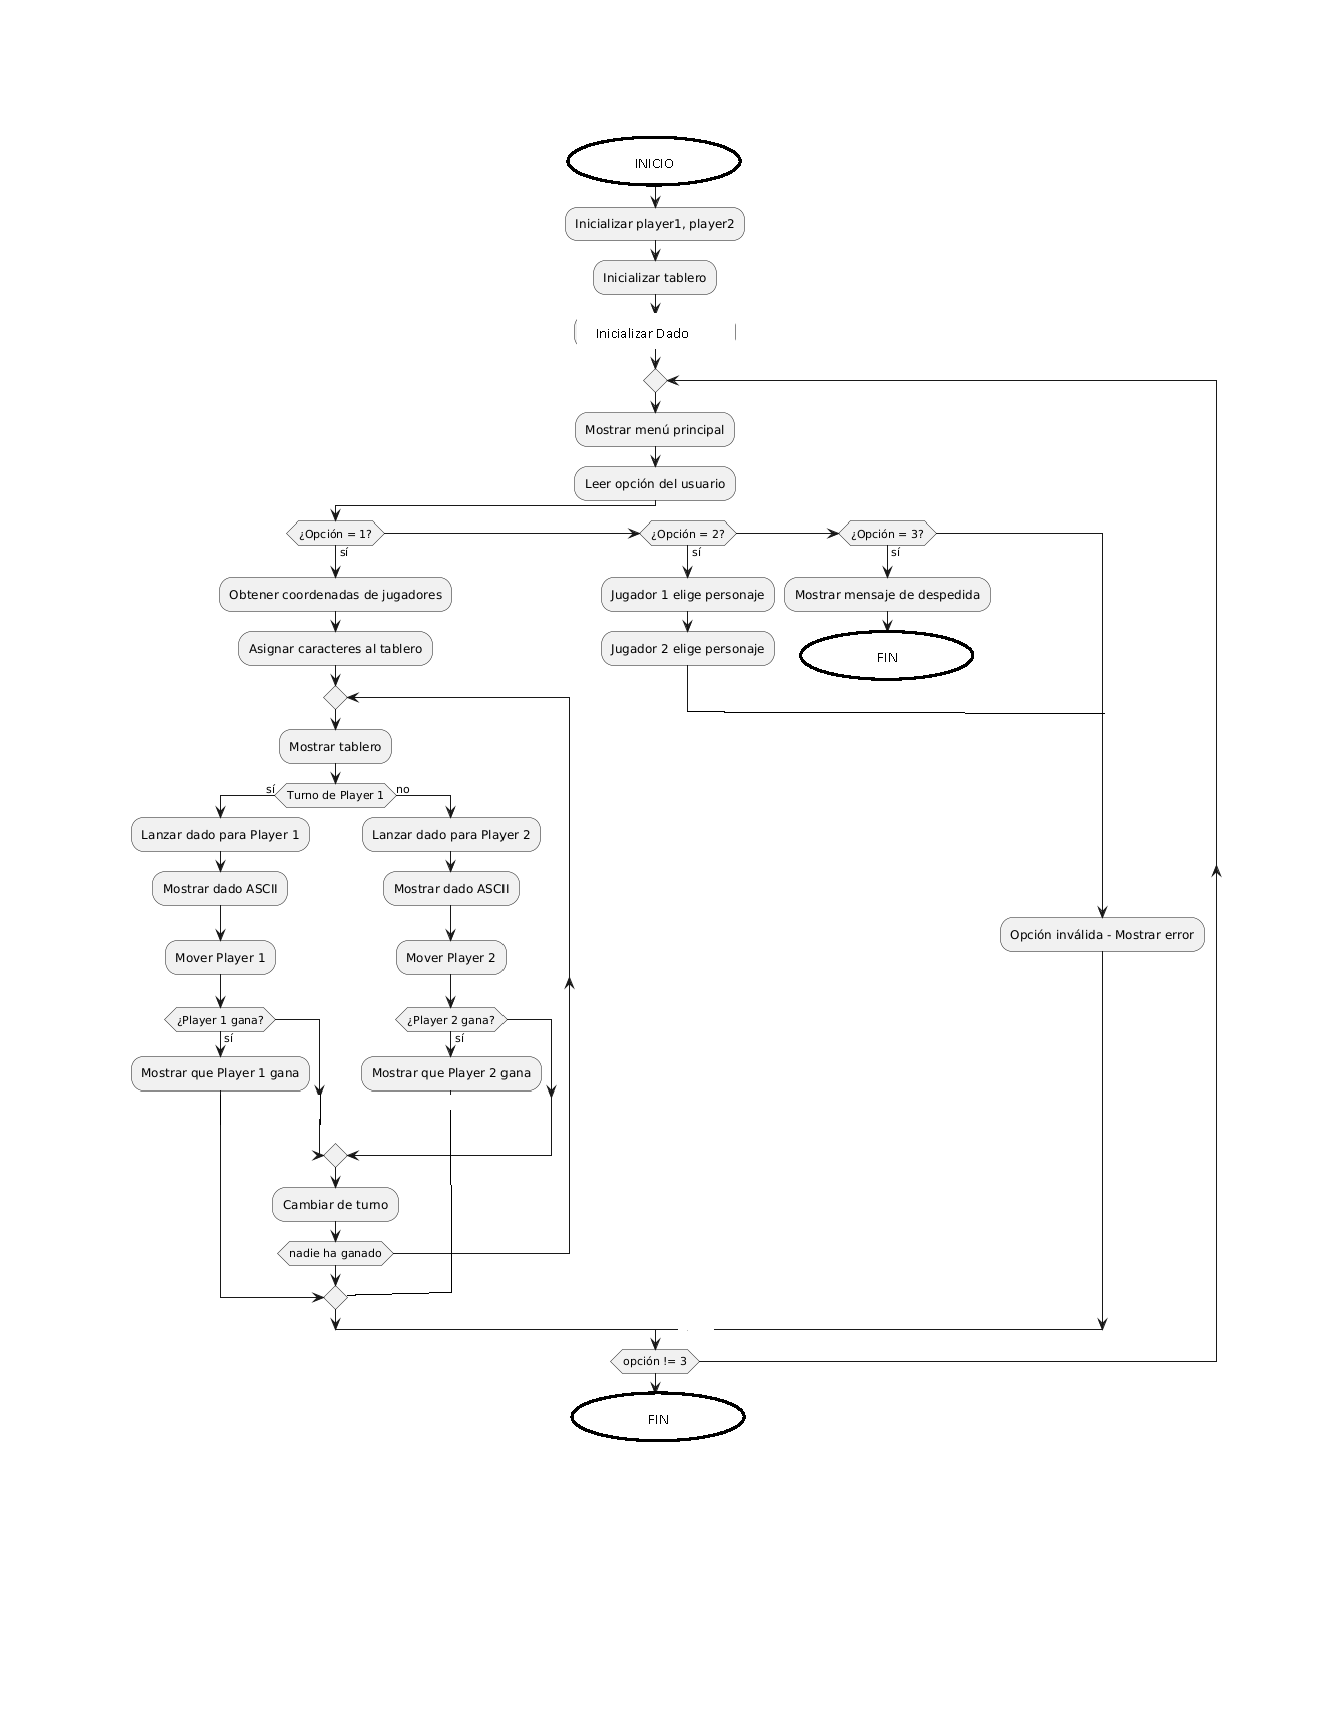 INICIO
Inicializar player1, player2
Inicializar tablero
Inicializar Dado
Mostrar menú principal
Leer opción del usuario
¿Opción = 1?
sí
¿Opción = 2?
sí
¿Opción = 3?
sí
Obtener coordenadas de jugadores
Jugador 1 elige personaje
Mostrar mensaje de despedida
Asignar caracteres al tablero
Jugador 2 elige personaje
FIN
Mostrar tablero
sí
Turno de Player 1
no
Lanzar dado para Player 1
Lanzar dado para Player 2
Mostrar dado ASCII
Mostrar dado ASCII
Opción inválida - Mostrar error
Mover Player 1
Mover Player 2
¿Player 1 gana?
sí
¿Player 2 gana?
sí
Mostrar que Player 1 gana
Mostrar que Player 2 gana
Cambiar de turno
nadie ha ganado
opción != 3
FIN